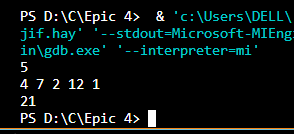 PS D:\C\Epic 4>  & 'c:\Users\DELL\
jif.hay' '--stdout=Microsoft-MIEng
in\gdb.exe' '--interpreter=mi'
5
4 7 2 12 1
21
PS D:\C\Epic 4>